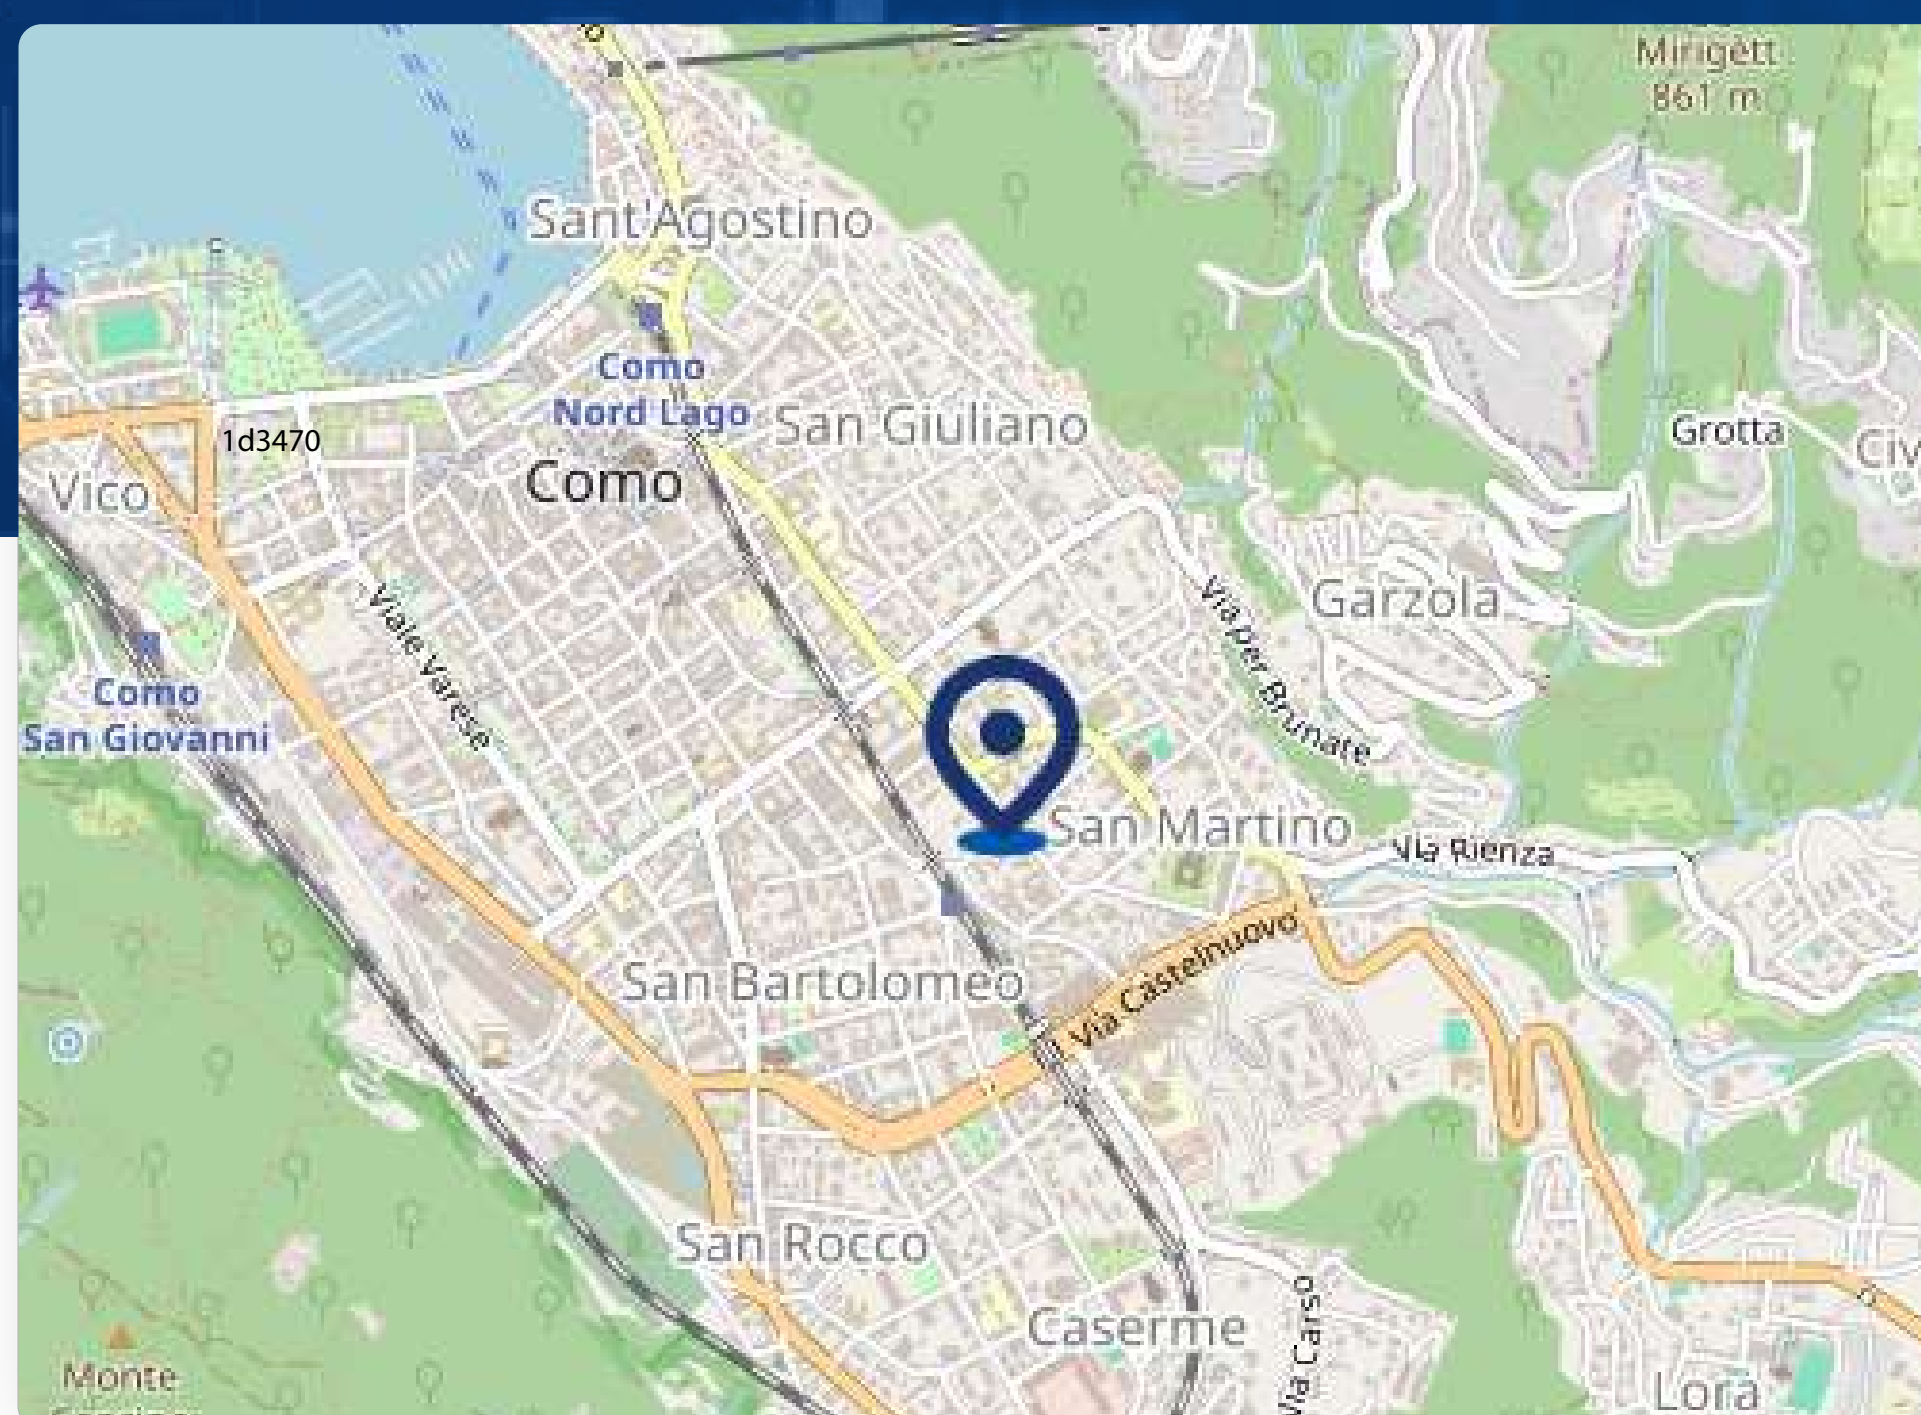 Mirigètt
861 m
Sant'Agostino
Como
Nord Lago
San Giuliano
Grotta
Civ
1d3470
Vico
Como
Garzola
Viale Varese
Via per Brunate
Como
San Giovanni
San Martino
Via Rienza
Via Castelnuovo
San Bartolomeo
San Rocco
Caserme
Via Carso
Monte
Lora